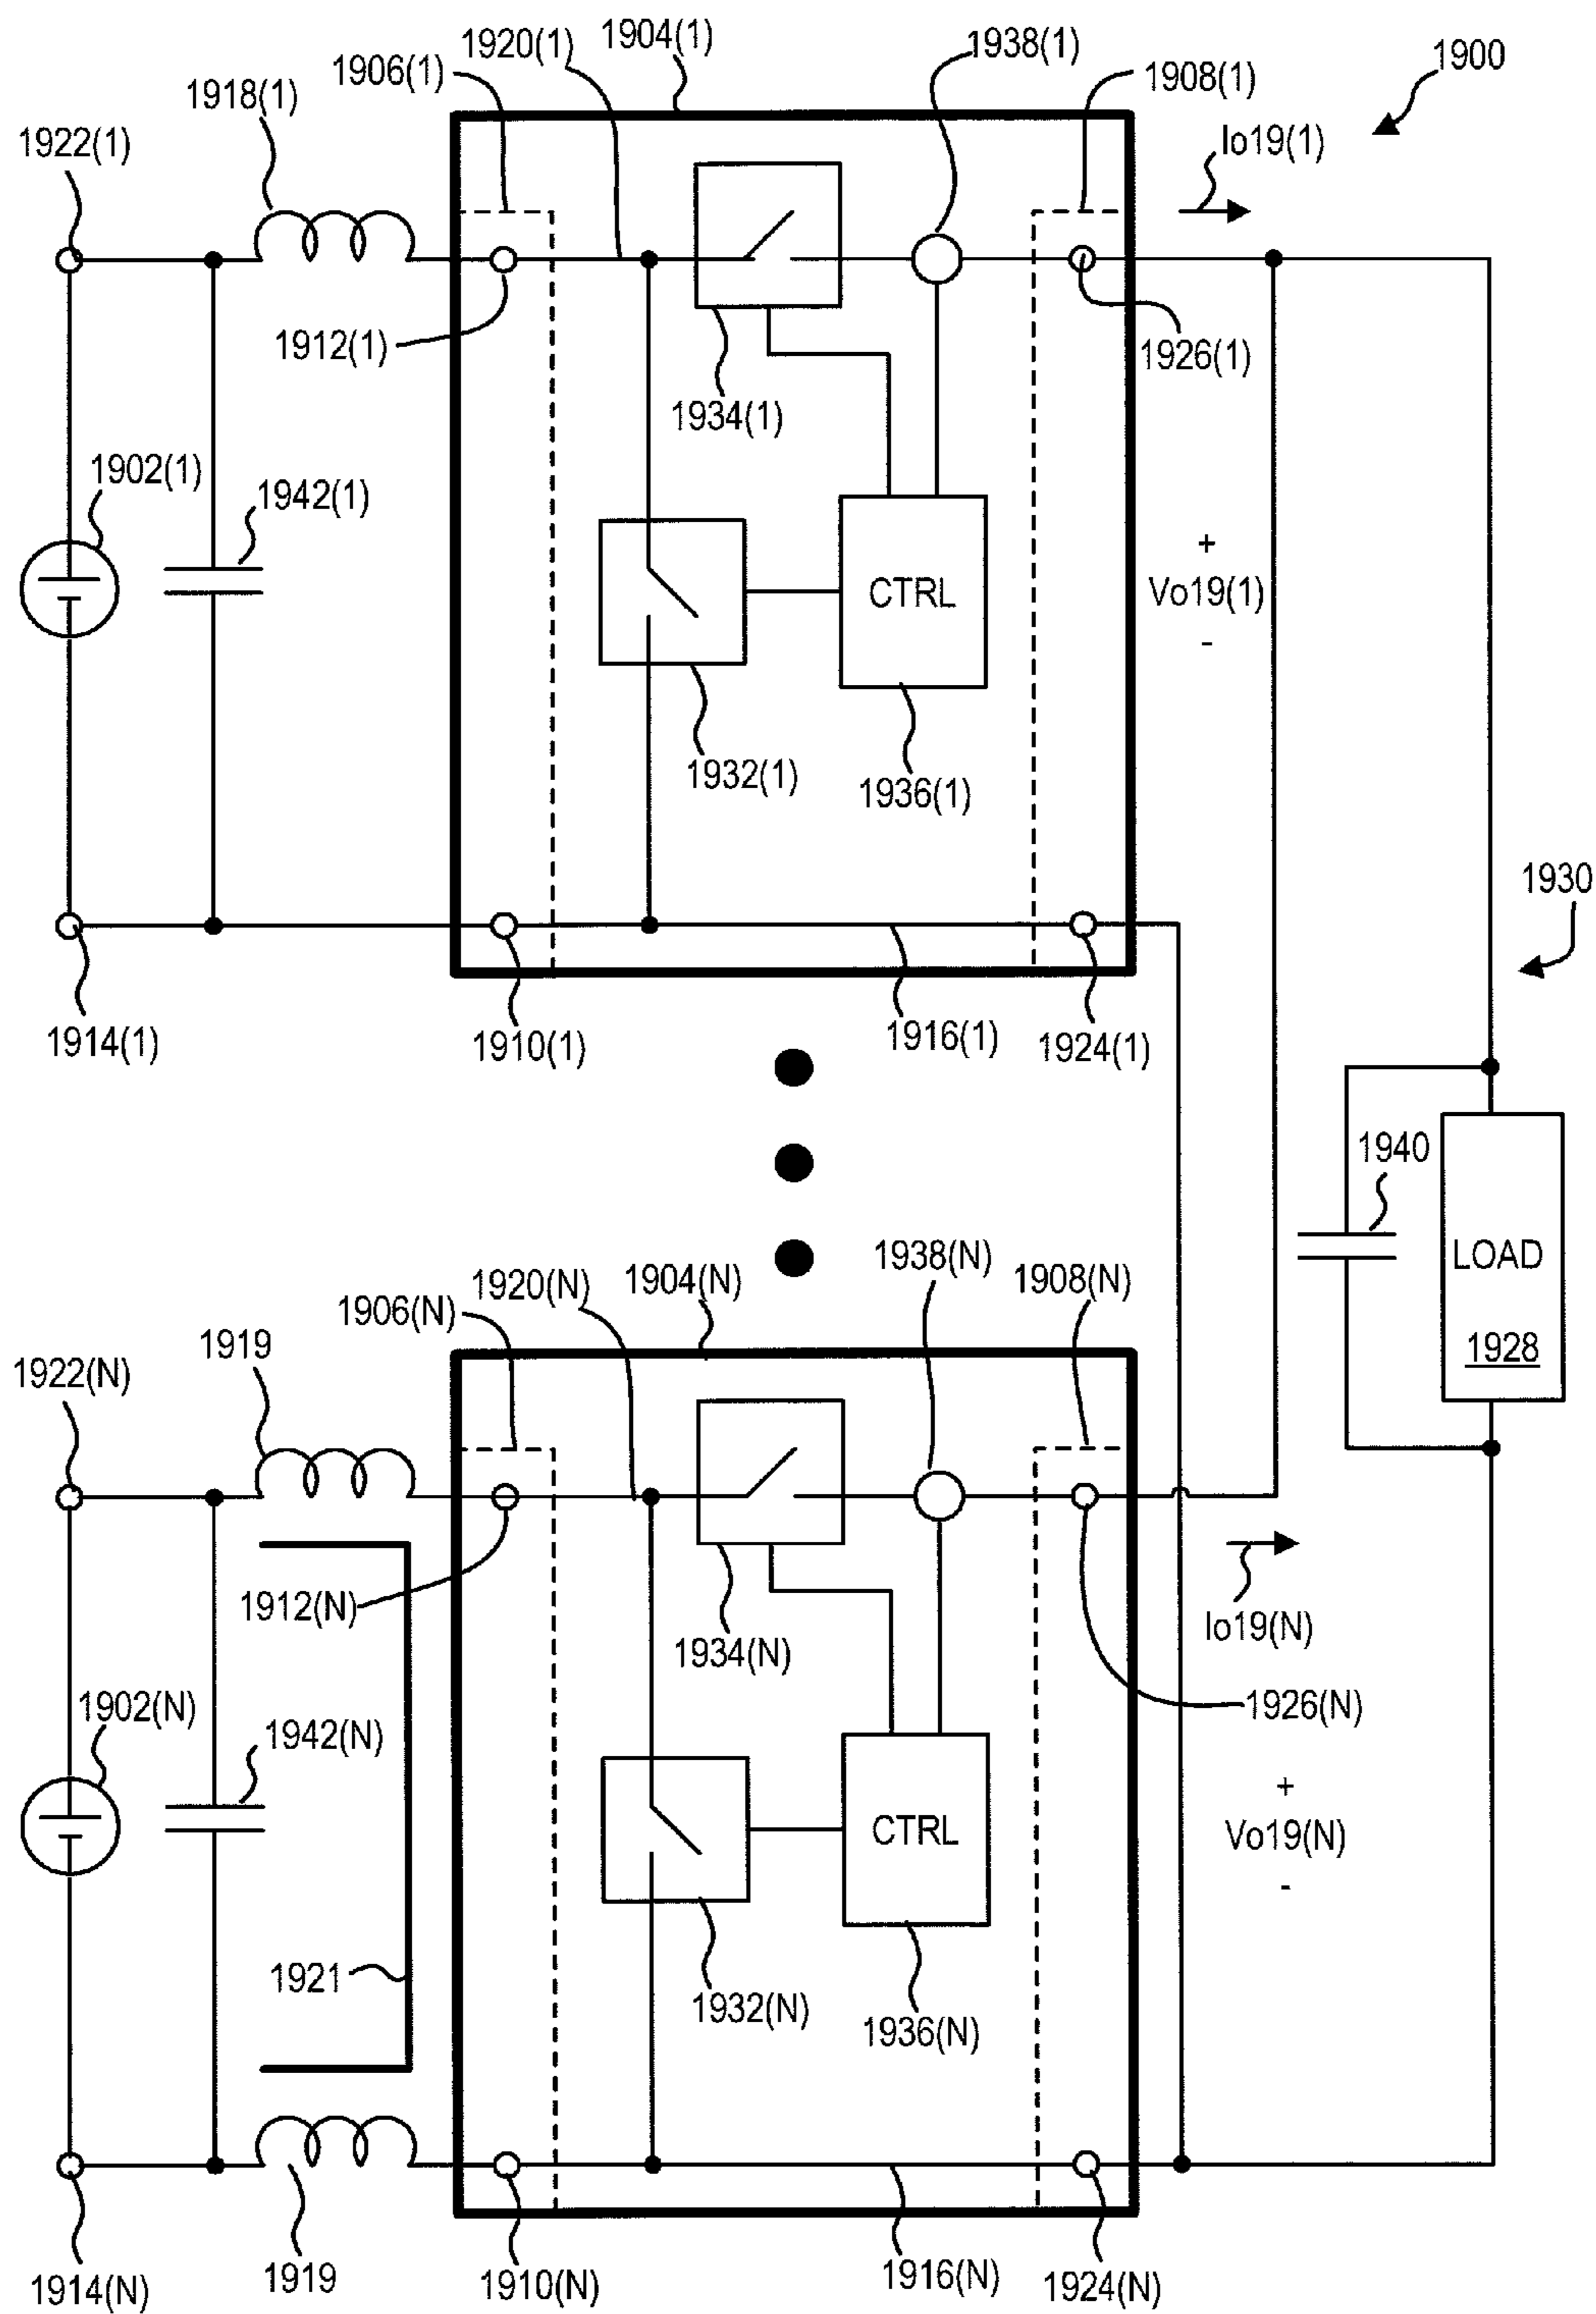 1904(1)
1920(1)
1938(1)
1906(1)
1908(1)
1900
1918(1)
1922(1)
Io19(1)
1912(1)
1926(1)
1934(1)
1902(1)
1942(1)
+
CTRL
Vo19(1)
-
1932(1)
1936(1)
1930
1914(1)
1910(1)
1916(1)
1924(1)
1940
LOAD
1928
1938(N)
1904(N)
1920(N)
1908(N)
1906(N)
1919
1922(N)
1912(N)
Io19(N)
1934(N)
1902(N)
1926(N)
1942(N)
+
CTRL
Vo19(N)
-
1921
1932(N)
1936(N)
1914(N)
1919
1910(N)
1916(N)
1924(N)